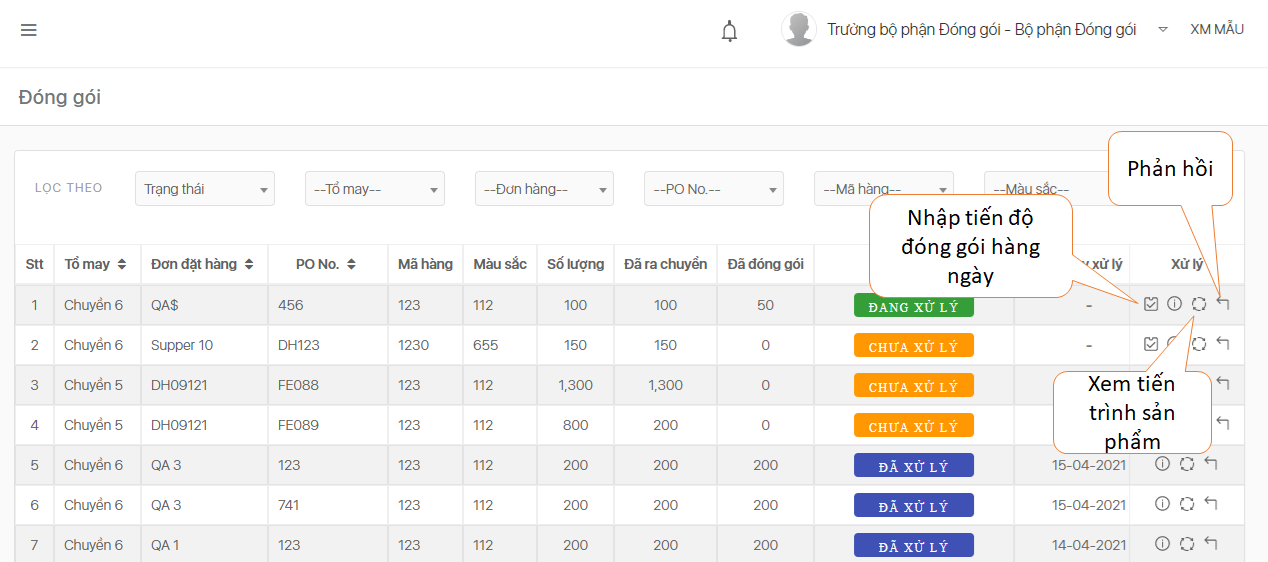 Trưởng bộ phận Đóng gói - Bộ phận Đóng gói XM MẪU
Đóng gói
Phản hồi
LỌC THEO Trạng thái --Tổ may-- --Đơn hàng-- --PO No.-- --Mã hàng-- --Màu sắc--
Nhập tiến độ
đóng gói hàng
ngày
Stt Tổ may Đơn đặt hàng PO No. Mã hàng Màu sắc Số lượng Đã ra chuyền Đã đóng gói xử lý Xử lý
1 Chuyền 6 QA$ 456 123 112 100 100 50 ĐANG XỬ LÝ -
2 Chuyền 6 Supper 10 DH123 1230 655 150 150 0 CHƯA XỬ LÝ -
3 Chuyền 5 DH09121 FE088 123 112 1,300 1,300 0 CHƯA XỬ LÝ
Xem tiến
trình sản
phẩm
4 Chuyền 5 DH09121 FE089 123 112 800 200 0 CHƯA XỬ LÝ
5 Chuyền 6 QA 3 123 123 112 200 200 200 ĐÃ XỬ LÝ 15-04-2021
6 Chuyền 6 QA 3 741 123 112 200 200 200 ĐÃ XỬ LÝ 15-04-2021
7 Chuyền 6 QA 1 123 123 112 200 200 200 ĐÃ XỬ LÝ 14-04-2021